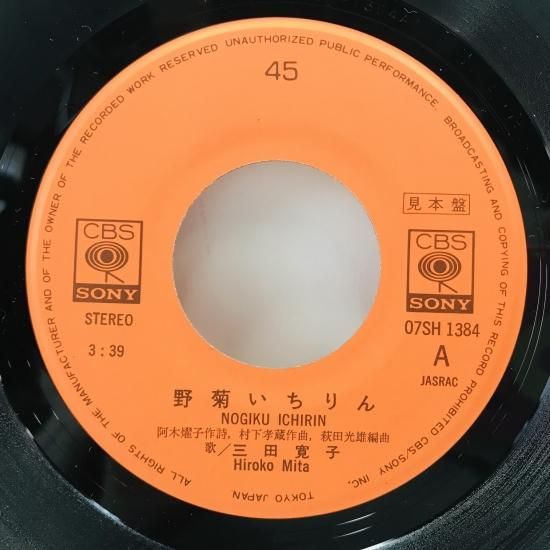 ALL RIGHTS OF THE MANUFACTURER AND OF THE OWNER OF THE RECORDED WORK RESERVED UNAUTHORIZED PUBLIC PERFORMANCE. BROADCASTING AND COPYING OF THIS RECORD PROHIBITED CBS/SONY INC.
45
見本盤
CBS
SONY
CBS
SONY
STEREO
07SH 1384
3:39
A
JASRAC
野菊いちりん
NOGIKU ICHIRIN
阿木燿子作詩, 村下孝蔵作曲, 萩田光雄編曲
歌/三田寛子
Hiroko Mita
TOKYO JAPAN